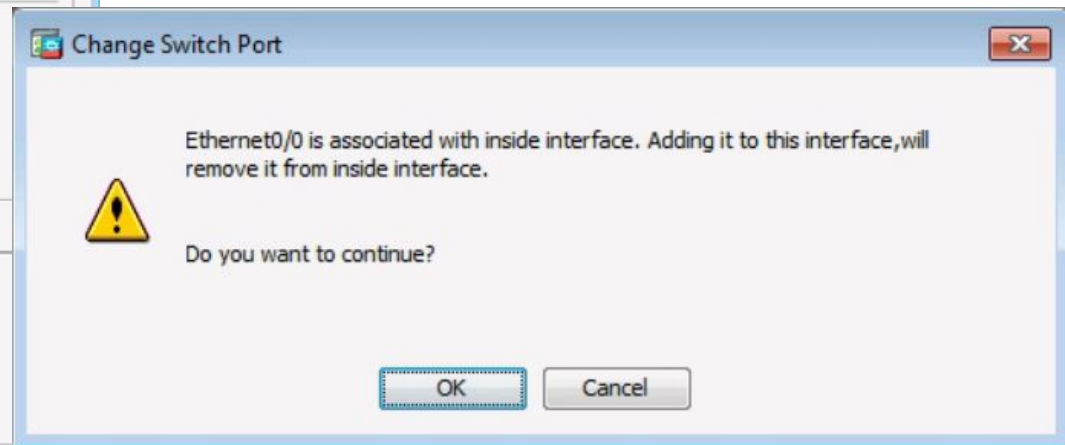 Change Switch Port
Ethernet0/0 is associated with inside interface. Adding it to this interface,will
remove it from inside interface.
Do you want to continue?
OK
Cancel